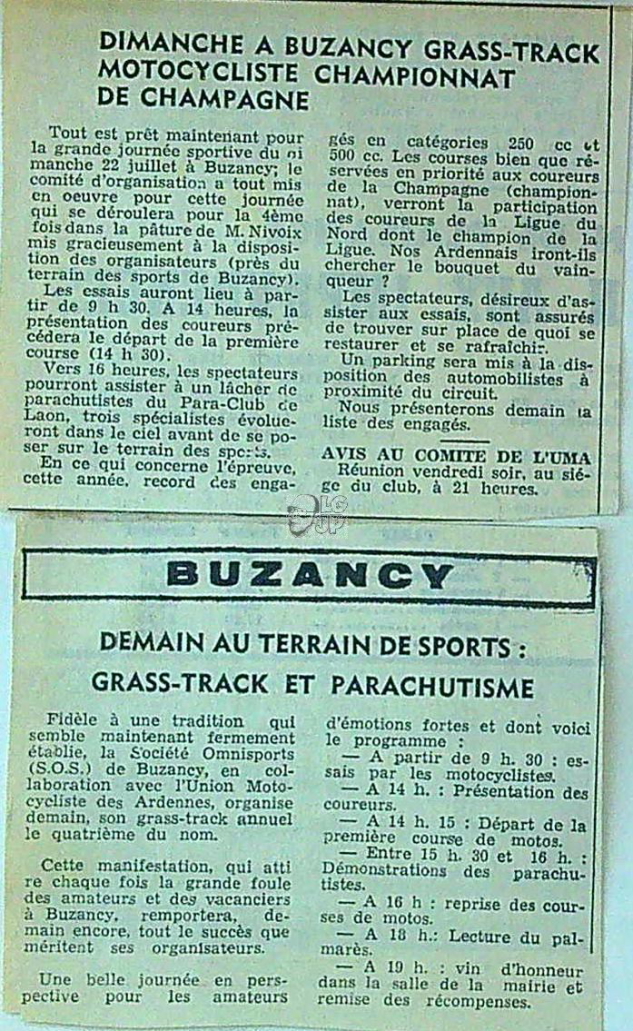 DIMANCHE A BUZANCY GRASS-TRACK
MOTOCYCLISTE CHAMPIONNAT
DE CHAMPAGNE
Tout est prêt maintenant pour
la grande journée sportive du di
manche 22 juillet à Buzancy; le
comité d'organisation a tout mis
en oeuvre pour cette journée
qui se déroulera pour la 4ème
fois dans la pâture de M. Nivoix
mis gracieusement à la disposi-
tion des organisateurs (près du
terrain des sports de Buzancy).
Les essais auront lieu à par-
tir de 9 h 30. A 14 heures, la
présentation des coureurs pré-
cédera le départ de la première
course (14 h 30).
Vers 16 heures, les spectateurs
pourront assister à un lâcher de
parachutistes du Para-Club de
Laon, trois spécialistes évolue-
ront dans le ciel avant de se po-
ser sur le terrain des sports.
En ce qui concerne l'épreuve,
cette année, record des enga-
gés en catégories 250 cc et
500 cc. Les courses bien que ré-
servées en priorité aux coureurs
de la Champagne (champion-
nat), verront la participation
des coureurs de la Ligue du
Nord dont le champion de la
Ligue. Nos Ardennais iront-ils
chercher le bouquet du vain-
queur ?
Les spectateurs, désireux d'as-
sister aux essais, sont assurés
de trouver sur place de quoi se
restaurer et se rafraîchir.
Un parking sera mis à la dis-
position des automobilistes à
proximité du circuit.
Nous présenterons demain la
liste des engagés.
AVIS AU COMITE DE L'UMA
Réunion vendredi soir, au siè-
ge du club, à 21 heures.
LG
JP
BUZANCY
DEMAIN AU TERRAIN DE SPORTS :
GRASS-TRACK ET PARACHUTISME
Fidèle à une tradition qui
semble maintenant fermement
établie, la Société Omnisports
(S.O.S.) de Buzancy, en col-
laboration avec l'Union Moto-
cycliste des Ardennes, organise
demain, son grass-track annuel
le quatrième du nom.
Cette manifestation, qui atti
re chaque fois la grande foule
des amateurs et des vacanciers
à Buzancy, remportera, de-
main encore, tout le succès que
méritent ses organisateurs.
Une belle journée en pers-
pective pour les amateurs
d'émotions fortes et dont voici
le programme :
— A partir de 9 h. 30 : es-
sais par les motocyclistes.
— A 14 h. : Présentation des
coureurs.
— A 14 h. 15 : Départ de la
première course de motos.
— Entre 15 h. 30 et 16 h. :
Démonstrations des parachu-
tistes.
— A 16 h : reprise des cour-
ses de motos.
— A 18 h.: Lecture du pal-
marès.
— A 19 h. : vin d'honneur
dans la salle de la mairie et
remise des récompenses.